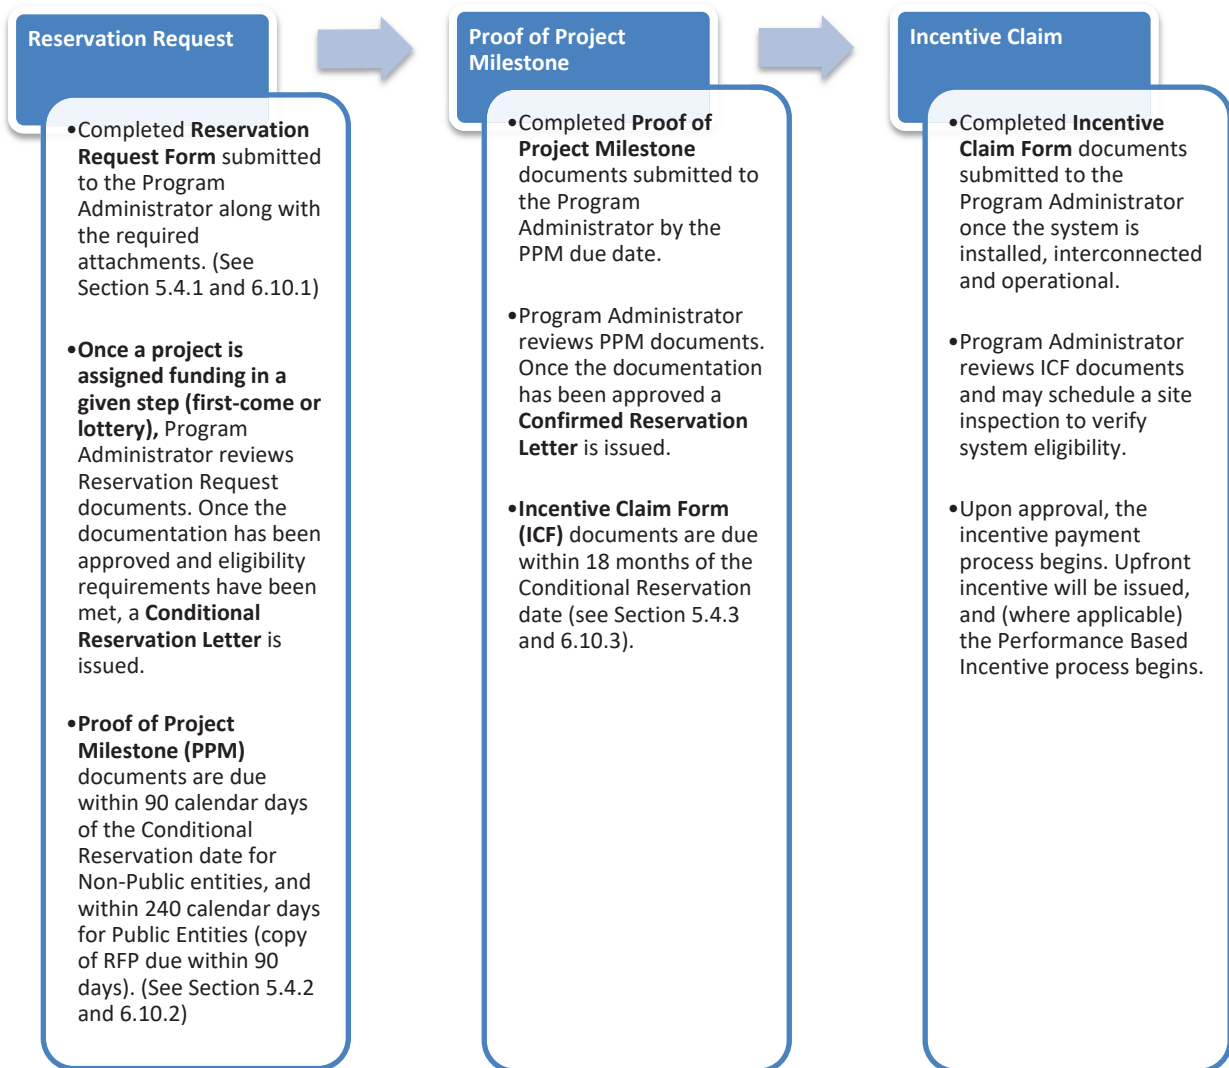 Reservation Request
•Completed Reservation
Request Form submitted
to the Program
Administrator along with
the required
attachments. (See
Section 5.4.1 and 6.10.1)
•Once a project is
assigned funding in a
given step (first-come or
lottery), Program
Administrator reviews
Reservation Request
documents. Once the
documentation has been
approved and eligibility
requirements have been
met, a Conditional
Reservation Letter is
issued.
•Proof of Project
Milestone (PPM)
documents are due
within 90 calendar days
of the Conditional
Reservation date for
Non-Public entities, and
within 240 calendar days
for Public Entities (copy
of RFP due within 90
days). (See Section 5.4.2
and 6.10.2)
Proof of Project
Milestone
•Completed Proof of
Project Milestone
documents submitted to
the Program
Administrator by the
PPM due date.
•Program Administrator
reviews PPM documents.
Once the documentation
has been approved a
Confirmed Reservation
Letter is issued.
•Incentive Claim Form
(ICF) documents are due
within 18 months of the
Conditional Reservation
date (see Section 5.4.3
and 6.10.3).
Incentive Claim
•Completed Incentive
Claim Form documents
submitted to the
Program Administrator
once the system is
installed, interconnected
and operational.
•Program Administrator
reviews ICF documents
and may schedule a site
inspection to verify
system eligibility.
•Upon approval, the
incentive payment
process begins. Upfront
incentive will be issued,
and (where applicable)
the Performance Based
Incentive process begins.